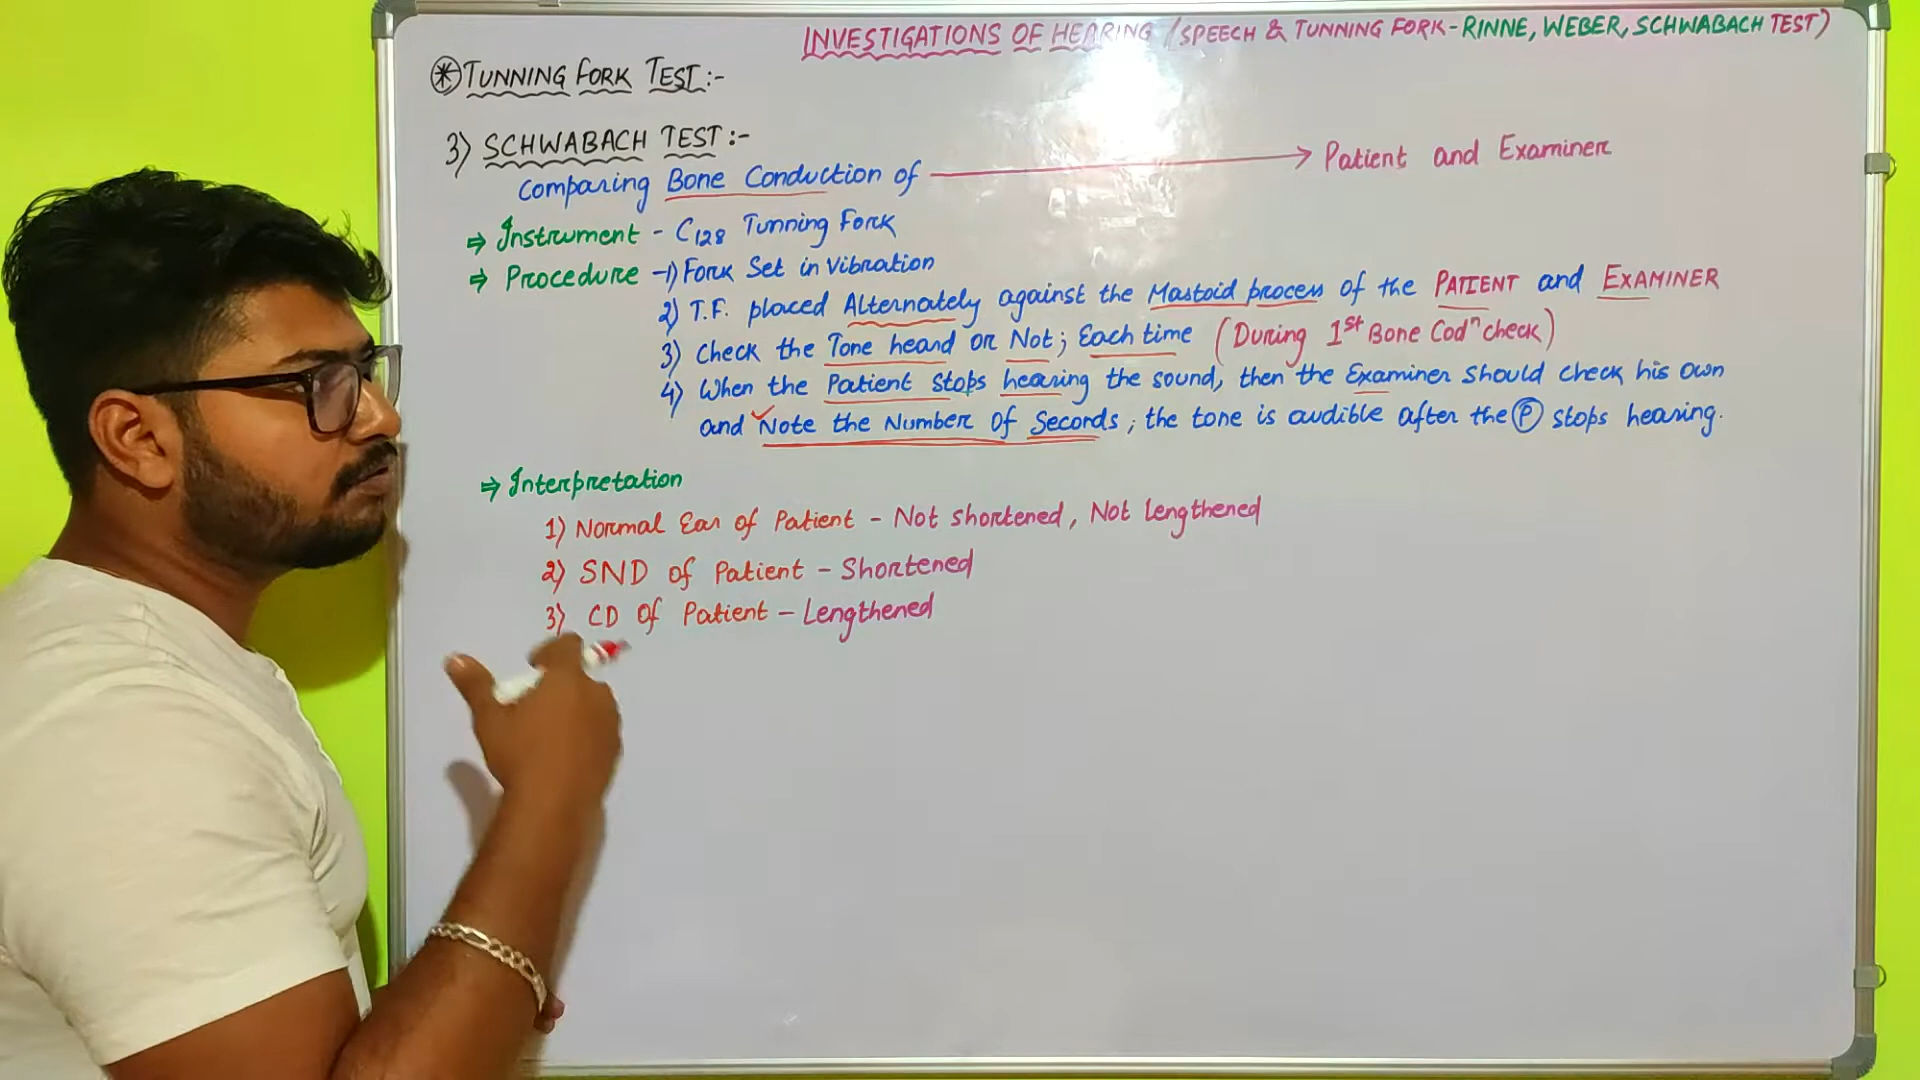 INVESTIGATIONS OF HEARING (SPEECH & TUNNING FORK-RINNE, WEBER, SCHWABACH TEST)
* TUNNING FORK TEST:-
3) SCHWABACH TEST:-
comparing Bone Conduction of → Patient and Examiner
⇒ Instrument - C128 Tunning Fork
⇒ Procedure -1) Fork Set in Vibration
2) T.F. placed Alternately against the Mastoid process of the PATIENT and EXAMINER
3) Check the Tone heard or Not; Each time (During 1st Bone Codn check)
4) When the Patient stops hearing the sound, then the Examiner should check his own
and Note the Number of Seconds; the tone is audible after the P stops hearing.
⇒ Interpretation
1) Normal Ear of Patient - Not shortened, Not lengthened
2) SND of Patient - Shortened
3) CD of Patient - Lengthened